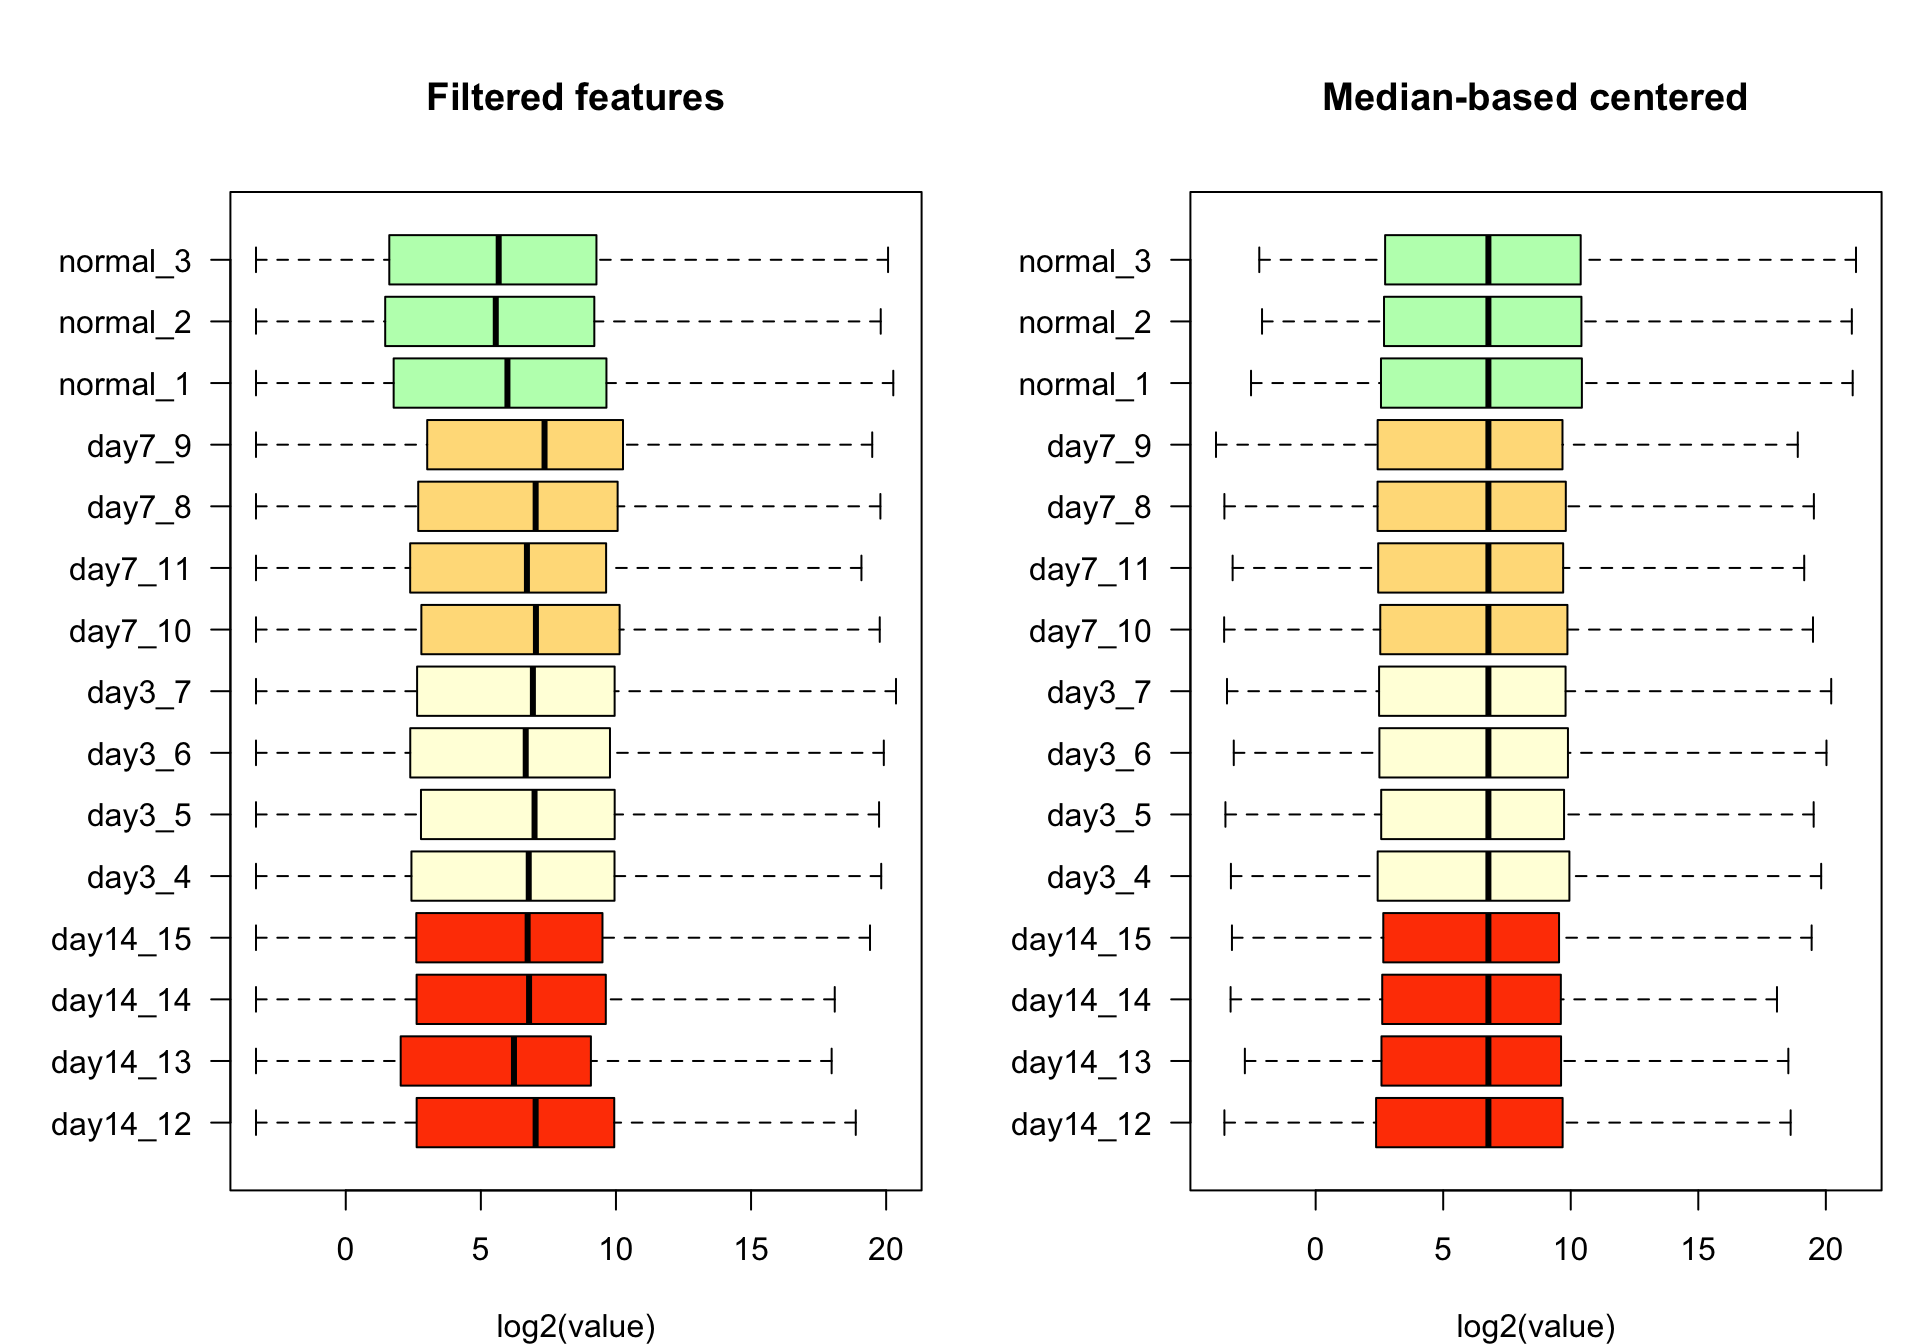 Filtered features
normal_3
normal_2
normal_1
day7_9
day7_8
day7_11
day7_10
day3_7
day3_6
day3_5
day3_4
day14_15
day14_14
day14_13
day14_12
0 5 10 15 20
log2(value)
Median-based centered
normal_3
normal_2
normal_1
day7_9
day7_8
day7_11
day7_10
day3_7
day3_6
day3_5
day3_4
day14_15
day14_14
day14_13
day14_12
0 5 10 15 20
log2(value)